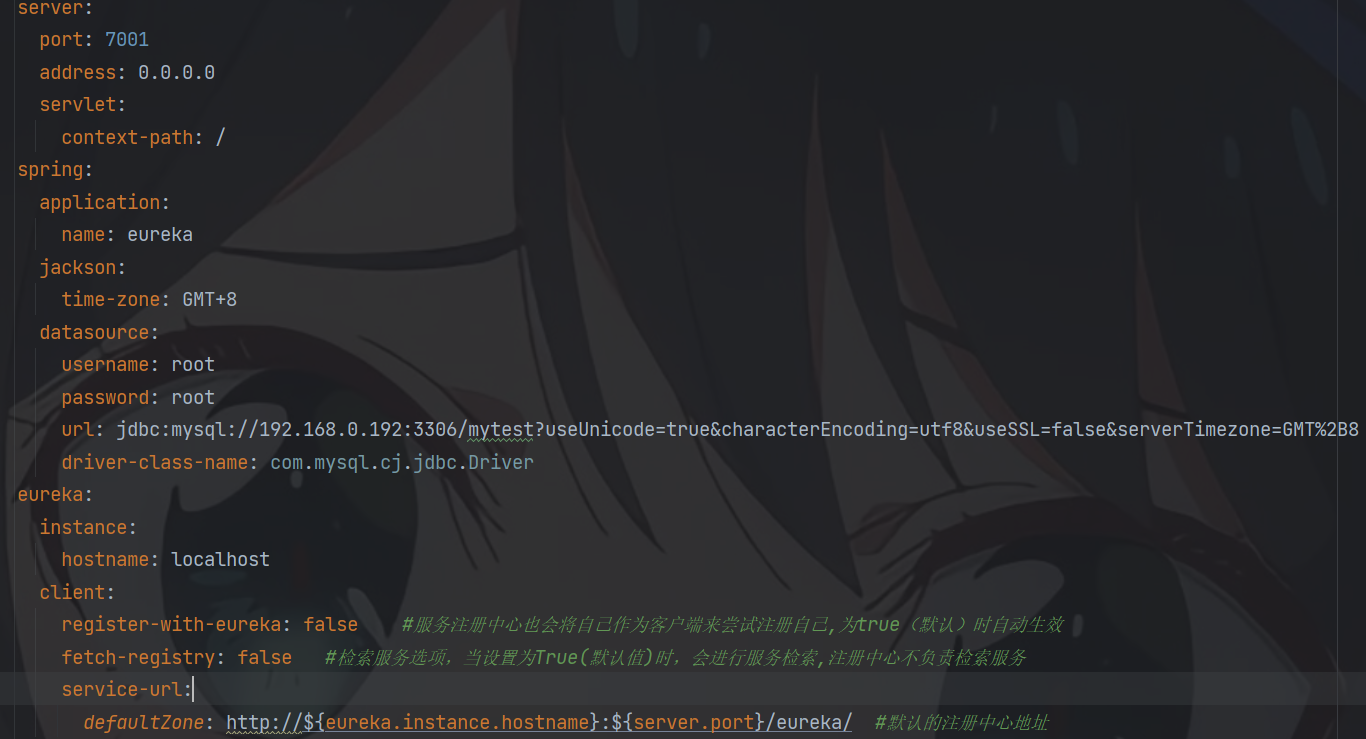 server:
  port: 7001
  address: 0.0.0.0
  servlet:
    context-path: /
spring:
  application:
    name: eureka
  jackson:
    time-zone: GMT+8
  datasource:
    username: root
    password: root
    url: jdbc:mysql://192.168.0.192:3306/mytest?useUnicode=true&characterEncoding=utf8&useSSL=false&serverTimezone=GMT%2B8
    driver-class-name: com.mysql.cj.jdbc.Driver
eureka:
  instance:
    hostname: localhost
  client:
    register-with-eureka: false    #服务注册中心也会将自己作为客户端来尝试注册自己,为true（默认）时自动生效
    fetch-registry: false   #检索服务选项，当设置为True(默认值)时，会进行服务检索,注册中心不负责检索服务
    service-url:
      defaultZone: http://${eureka.instance.hostname}:${server.port}/eureka/  #默认的注册中心地址